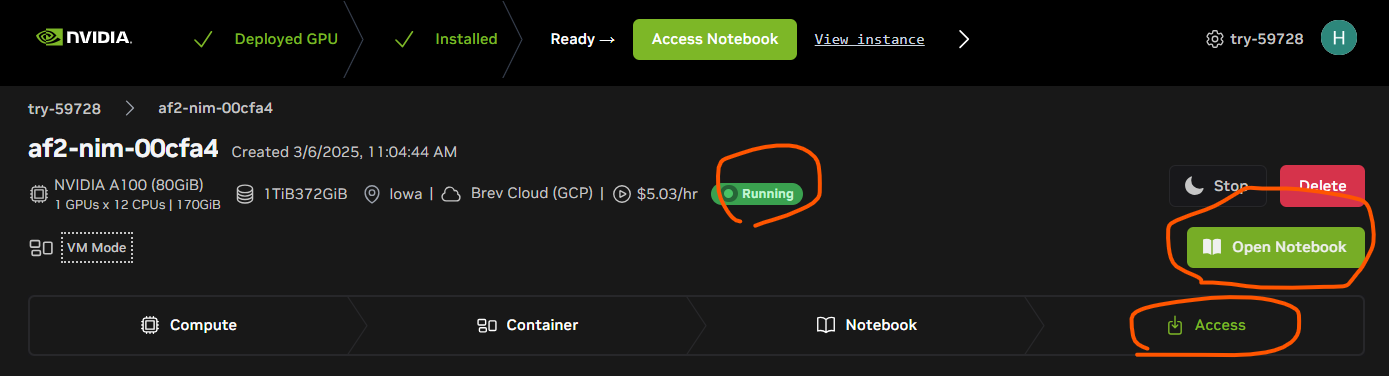 NVIDIA. Deployed GPU Installed Ready → Access Notebook View instance try-59728 H
try-59728 af2-nim-00cfa4
af2-nim-00cfa4 Created 3/6/2025, 11:04:44 AM
NVIDIA A100 (80GiB)
1 GPUs x 12 CPUs | 170GiB
1TiB372GiB Iowa | Brev Cloud (GCP) | $5.03/hr Running
Stop Delete
VM Mode
Open Notebook
Compute Container Notebook Access